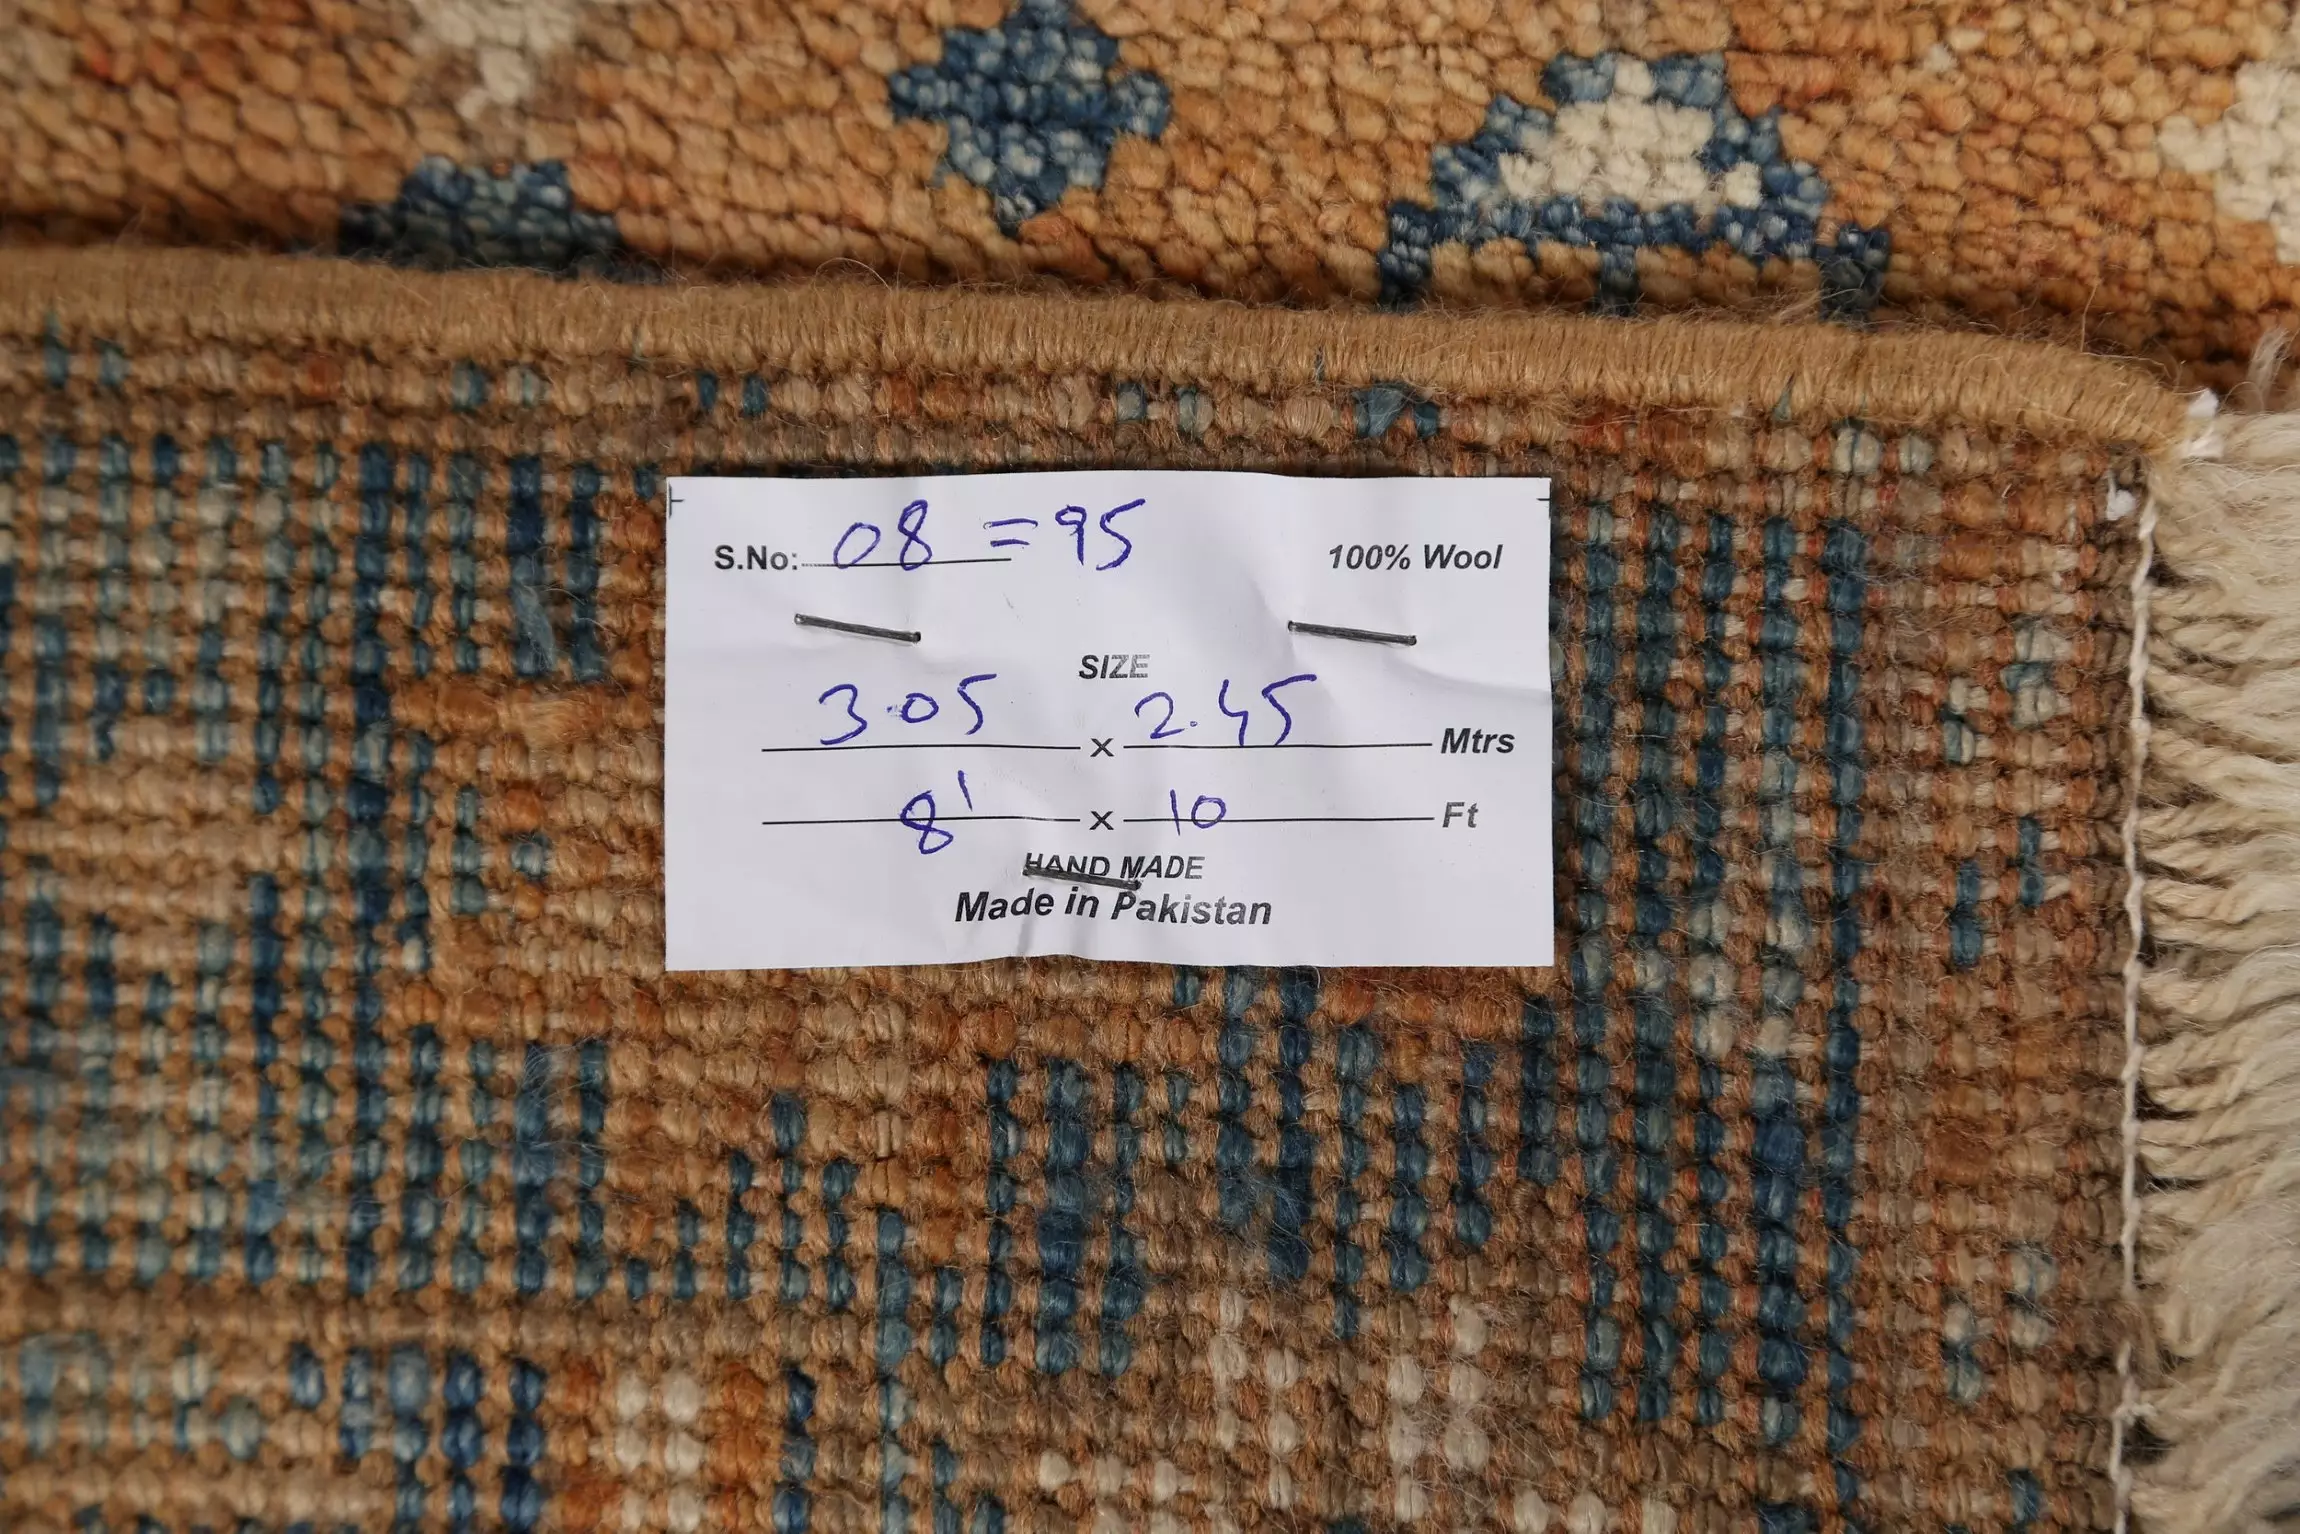 S.No: 08 = 95 100% Wool
SIZE
3.05 x 2.45 Mtrs
8' x 10 Ft
HAND MADE
Made in Pakistan